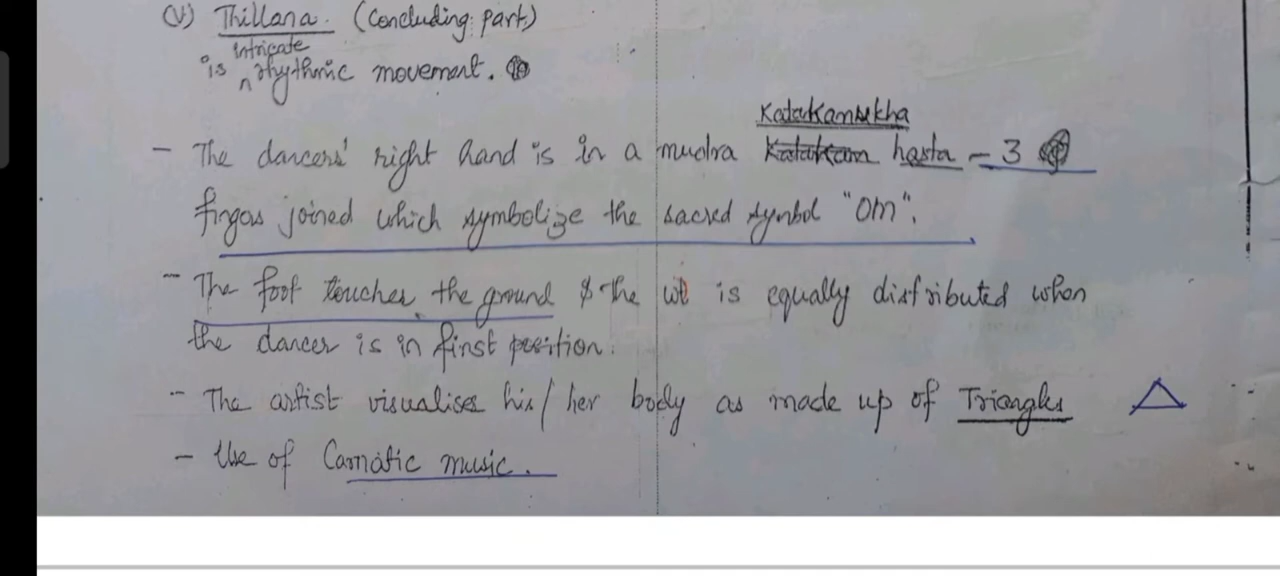 (V) Thillana. (Concluding part)
intricate
is rhythmic movement.
Katakamukha
- The dancers' right hand is in a mudra Katakam hasta - 3
fingers joined which symbolize the sacred symbol "OM".
- The foot touches the ground & the wt is equally distributed when
the dancer is in first position.
- The artist visualises his/her body as made up of Triangles
- Use of Carnatic music.